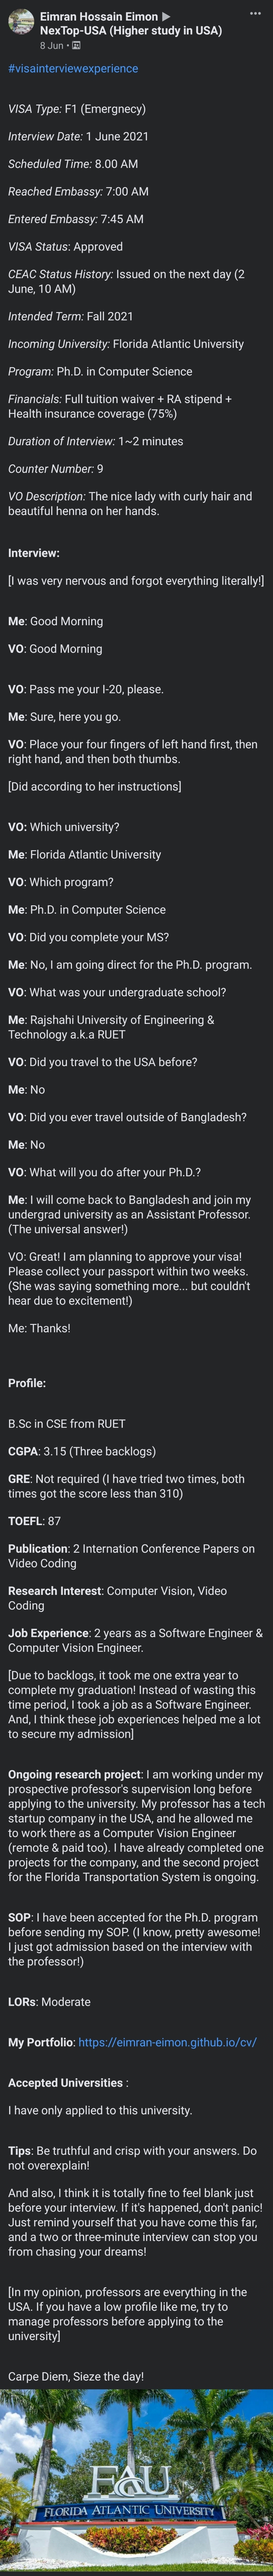 Eimran Hossain Eimon ▶
NexTop-USA (Higher study in USA)
8 Jun •
#visainterviewexperience
VISA Type: F1 (Emergnecy)
Interview Date: 1 June 2021
Scheduled Time: 8.00 AM
Reached Embassy: 7:00 AM
Entered Embassy: 7:45 AM
VISA Status: Approved
CEAC Status History: Issued on the next day (2
June, 10 AM)
Intended Term: Fall 2021
Incoming University: Florida Atlantic University
Program: Ph.D. in Computer Science
Financials: Full tuition waiver + RA stipend +
Health insurance coverage (75%)
Duration of Interview: 1~2 minutes
Counter Number: 9
VO Description: The nice lady with curly hair and
beautiful henna on her hands.
Interview:
[I was very nervous and forgot everything literally!]
Me: Good Morning
VO: Good Morning
VO: Pass me your I-20, please.
Me: Sure, here you go.
VO: Place your four fingers of left hand first, then
right hand, and then both thumbs.
[Did according to her instructions]
VO: Which university?
Me: Florida Atlantic University
VO: Which program?
Me: Ph.D. in Computer Science
VO: Did you complete your MS?
Me: No, I am going direct for the Ph.D. program.
VO: What was your undergraduate school?
Me: Rajshahi University of Engineering &
Technology a.k.a RUET
VO: Did you travel to the USA before?
Me: No
VO: Did you ever travel outside of Bangladesh?
Me: No
VO: What will you do after your Ph.D.?
Me: I will come back to Bangladesh and join my
undergrad university as an Assistant Professor.
(The universal answer!)
VO: Great! I am planning to approve your visa!
Please collect your passport within two weeks.
(She was saying something more... but couldn't
hear due to excitement!)
Me: Thanks!
Profile:
B.Sc in CSE from RUET
CGPA: 3.15 (Three backlogs)
GRE: Not required (I have tried two times, both
times got the score less than 310)
TOEFL: 87
Publication: 2 Internation Conference Papers on
Video Coding
Research Interest: Computer Vision, Video
Coding
Job Experience: 2 years as a Software Engineer &
Computer Vision Engineer.
[Due to backlogs, it took me one extra year to
complete my graduation! Instead of wasting this
time period, I took a job as a Software Engineer.
And, I think these job experiences helped me a lot
to secure my admission]
Ongoing research project: I am working under my
prospective professor's supervision long before
applying to the university. My professor has a tech
startup company in the USA, and he allowed me
to work there as a Computer Vision Engineer
(remote & paid too). I have already completed one
projects for the company, and the second project
for the Florida Transportation System is ongoing.
SOP: I have been accepted for the Ph.D. program
before sending my SOP. (I know, pretty awesome!
I just got admission based on the interview with
the professor!)
LORs: Moderate
My Portfolio: https://eimran-eimon.github.io/cv/
Accepted Universities :
I have only applied to this university.
Tips: Be truthful and crisp with your answers. Do
not overexplain!
And also, I think it is totally fine to feel blank just
before your interview. If it's happened, don't panic!
Just remind yourself that you have come this far,
and a two or three-minute interview can stop you
from chasing your dreams!
[In my opinion, professors are everything in the
USA. If you have a low profile like me, try to
manage professors before applying to the
university]
Carpe Diem, Sieze the day!
FAU
FLORIDA ATLANTIC UNIVERSITY